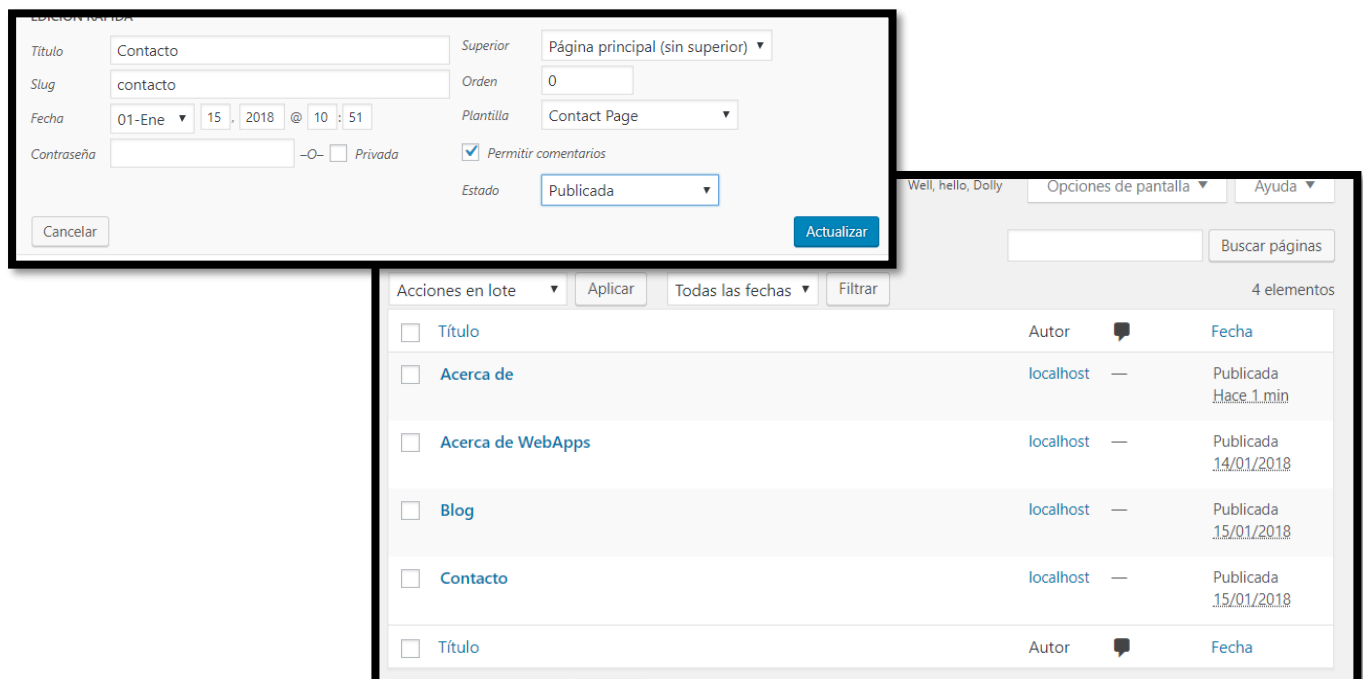 EDICIÓN RÁPIDA
Título Contacto
Slug contacto
Fecha 01-Ene 15 , 2018 @ 10 : 51
Contraseña –O– Privada
Superior Página principal (sin superior)
Orden 0
Plantilla Contact Page
Permitir comentarios
Estado Publicada
Cancelar Actualizar
Well, hello, Dolly Opciones de pantalla Ayuda
Buscar páginas
Acciones en lote Aplicar Todas las fechas Filtrar 4 elementos
Título Autor Fecha
Acerca de localhost — Publicada
Hace 1 min
Acerca de WebApps localhost — Publicada
14/01/2018
Blog localhost — Publicada
15/01/2018
Contacto localhost — Publicada
15/01/2018
Título Autor Fecha